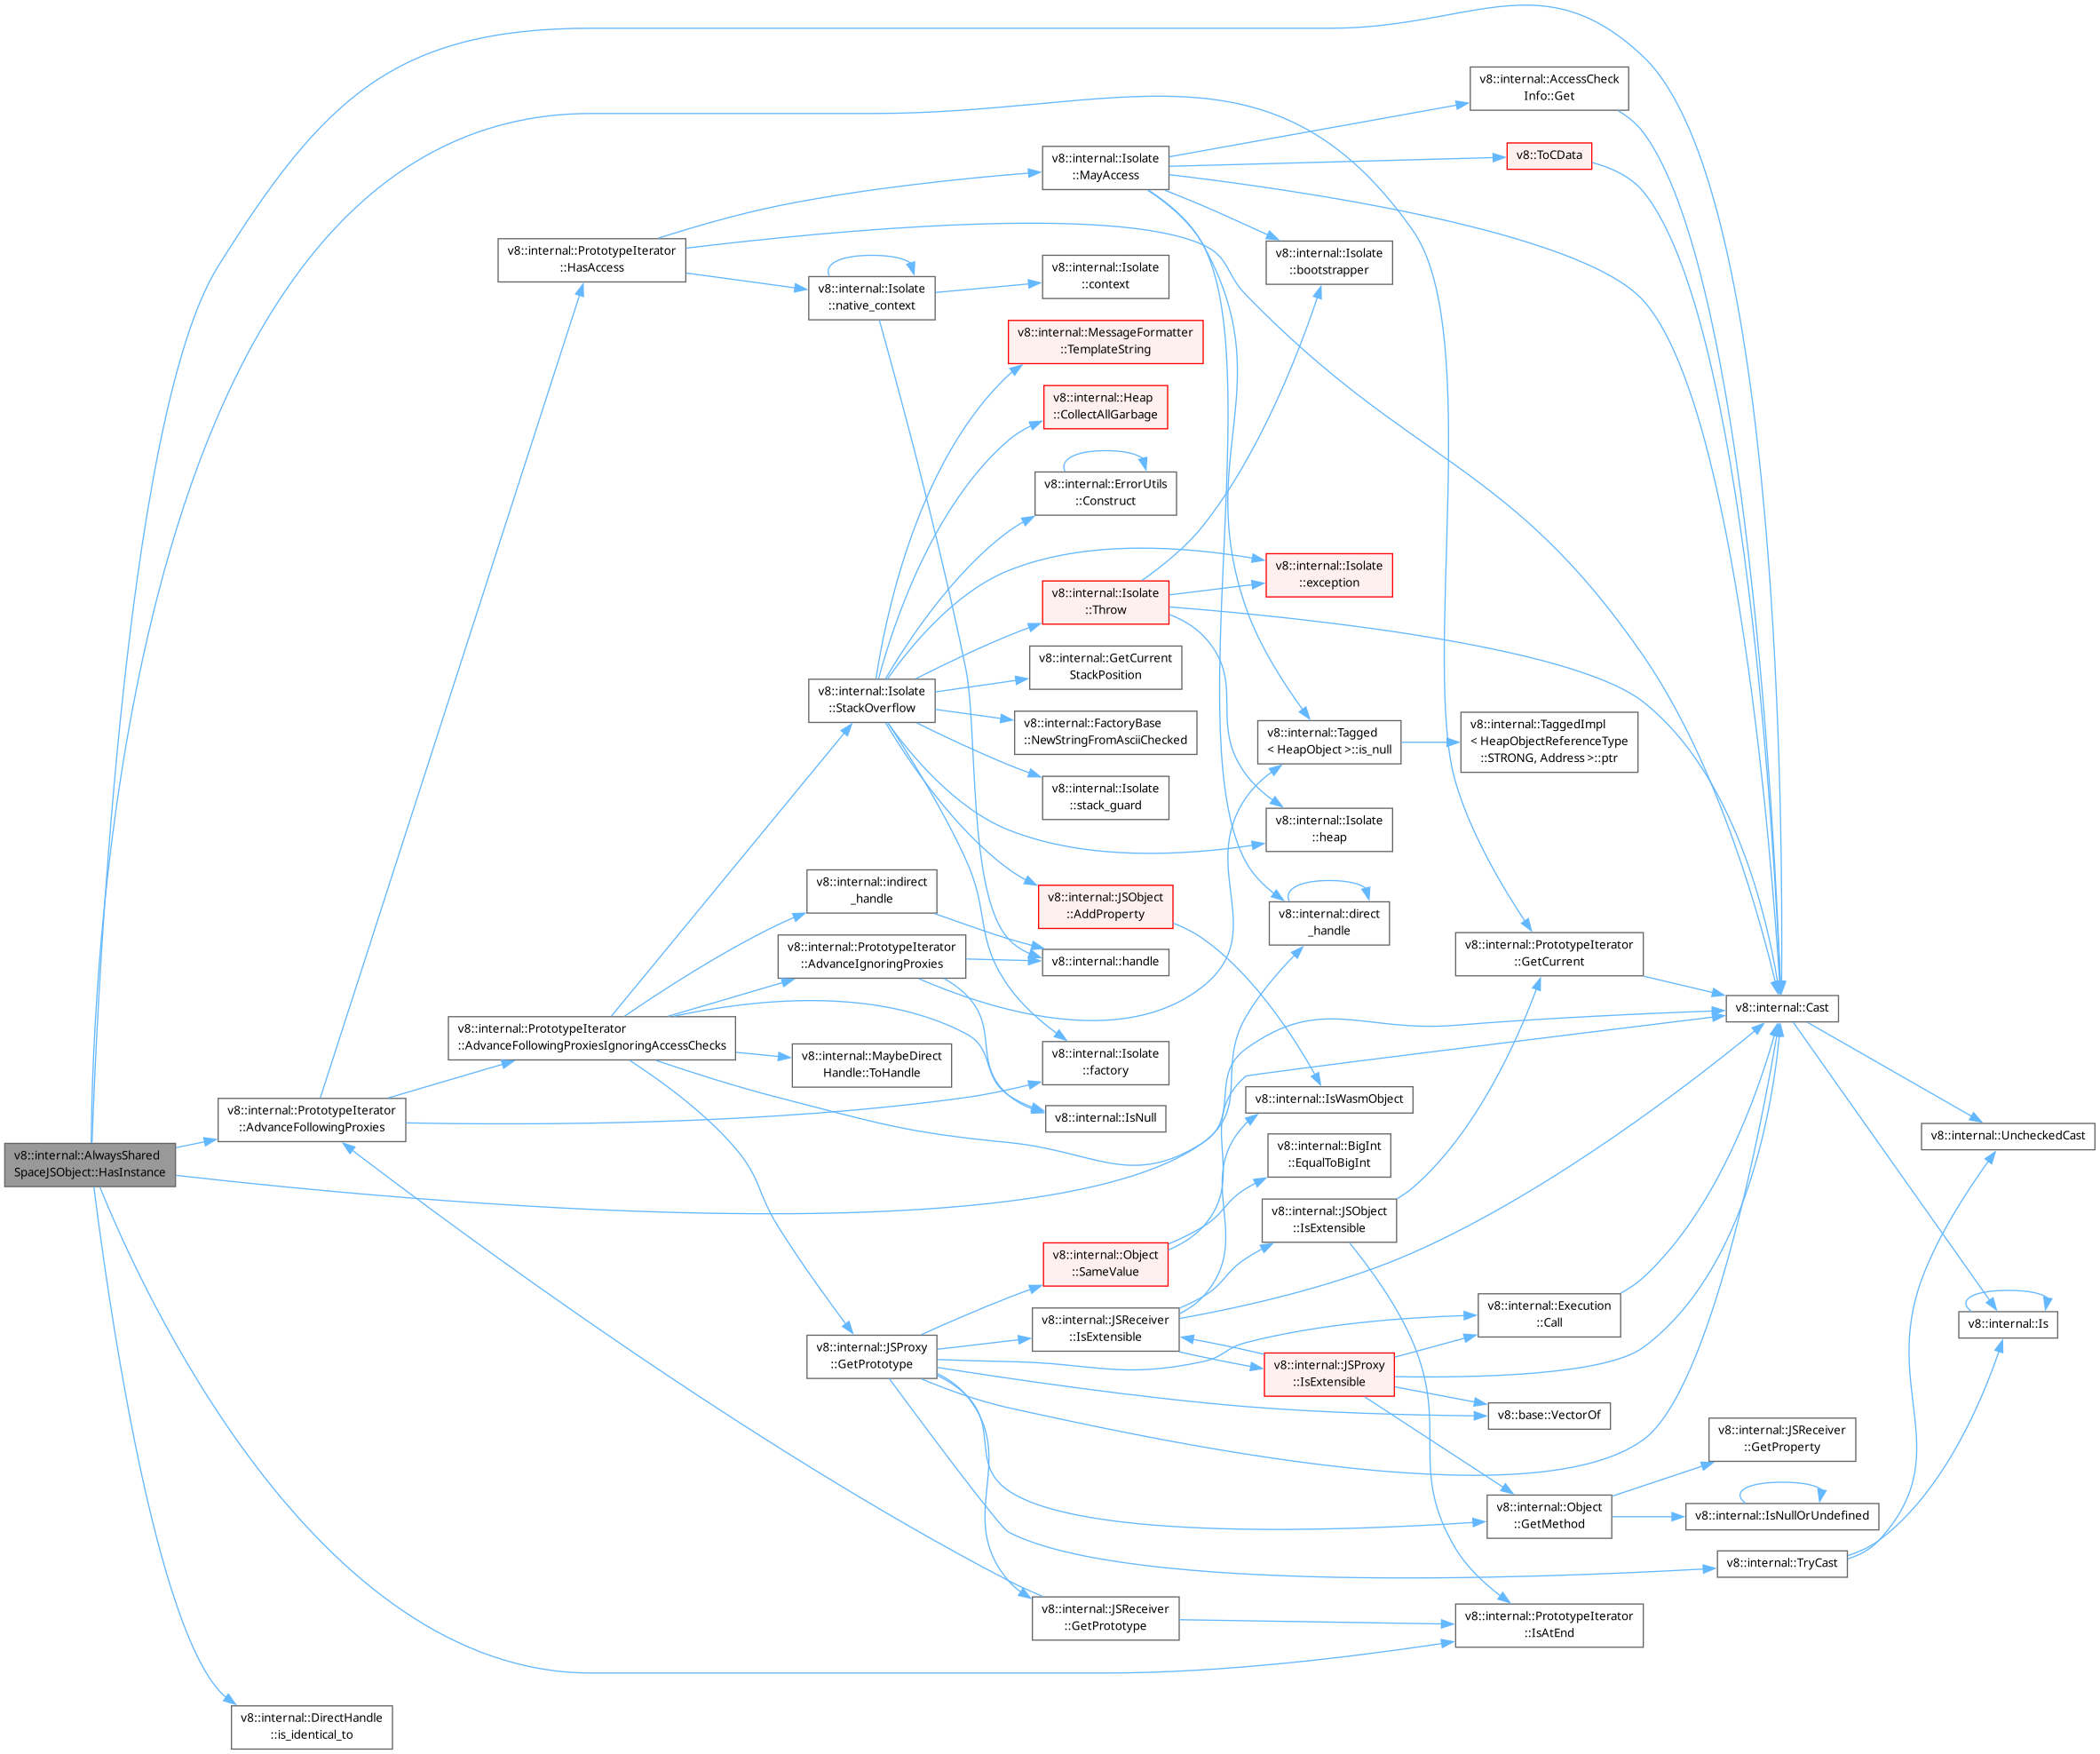 v8::internal::AlwaysShared
SpaceJSObject::HasInstance
v8::internal::PrototypeIterator
::AdvanceFollowingProxies
v8::internal::DirectHandle
::is_identical_to
v8::internal::PrototypeIterator
::HasAccess
v8::internal::PrototypeIterator
::AdvanceFollowingProxiesIgnoringAccessChecks
v8::internal::Isolate
::native_context
v8::internal::Isolate
::StackOverflow
v8::internal::indirect
_handle
v8::internal::PrototypeIterator
::AdvanceIgnoringProxies
v8::internal::MaybeDirect
Handle::ToHandle
v8::internal::JSProxy
::GetPrototype
v8::internal::Isolate
::MayAccess
v8::internal::Isolate
::context
v8::internal::MessageFormatter
::TemplateString
v8::internal::Heap
::CollectAllGarbage
v8::internal::ErrorUtils
::Construct
v8::internal::Isolate
::Throw
v8::internal::GetCurrent
StackPosition
v8::internal::FactoryBase
::NewStringFromAsciiChecked
v8::internal::Isolate
::stack_guard
v8::internal::JSObject
::AddProperty
v8::internal::handle
v8::internal::Isolate
::factory
v8::internal::IsNull
v8::internal::Object
::SameValue
v8::internal::JSReceiver
::IsExtensible
v8::internal::JSReceiver
::GetPrototype
v8::internal::Isolate
::bootstrapper
v8::internal::Isolate
::exception
v8::internal::Tagged
< HeapObject >::is_null
v8::internal::Isolate
::heap
v8::internal::direct
_handle
v8::internal::IsWasmObject
v8::internal::BigInt
::EqualToBigInt
v8::internal::JSObject
::IsExtensible
v8::internal::JSProxy
::IsExtensible
v8::internal::AccessCheck
Info::Get
v8::ToCData
v8::internal::TaggedImpl
< HeapObjectReferenceType
::STRONG, Address >::ptr
v8::internal::PrototypeIterator
::GetCurrent
v8::internal::Execution
::Call
v8::base::VectorOf
v8::internal::Object
::GetMethod
v8::internal::PrototypeIterator
::IsAtEnd
v8::internal::Cast
v8::internal::JSReceiver
::GetProperty
v8::internal::IsNullOrUndefined
v8::internal::TryCast
v8::internal::UncheckedCast
v8::internal::Is